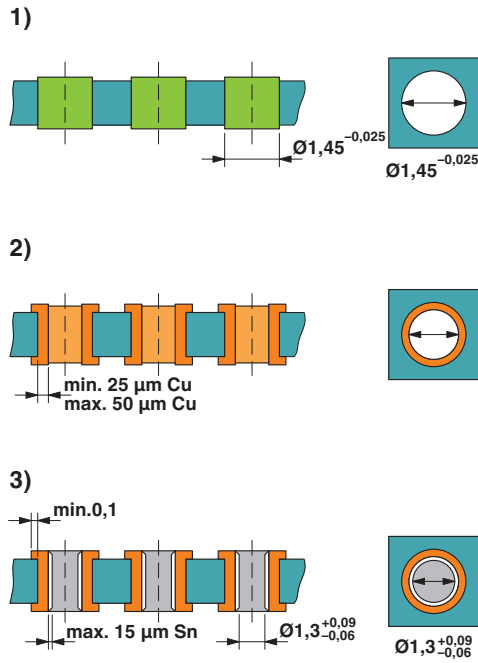 1)
Ø1,45−0,025
Ø1,45−0,025
2)
min. 25 µm Cu
max. 50 µm Cu
3)
min.0,1
max. 15 µm Sn
Ø1,3+0,09 −0,06
Ø1,3+0,09 −0,06